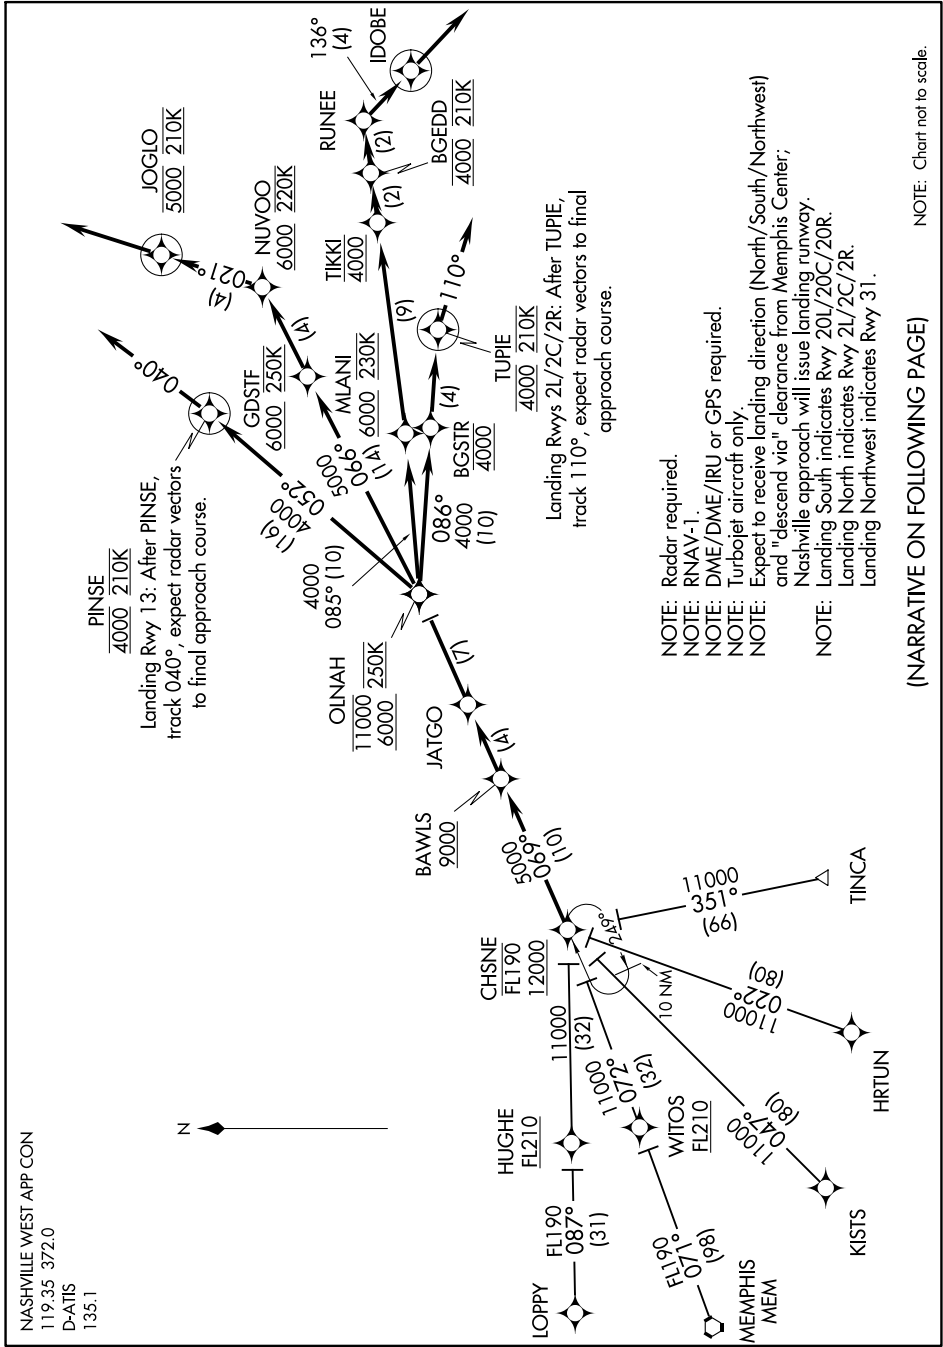 NASHVILLE WEST APP CON
119.35 372.0
D-ATIS
135.1
N
LOPPY
FL190
087°
(31)
HUGHE
FL210
11000
(32)
MEMPHIS
MEM
FL190
071°
(98)
WITOS
FL210
11000
072°
(32)
KISTS
11000
047°
(80)
HRTUN
11000
022°
(80)
TINCA
11000
351°
(66)
10 NM
249°
CHSNE
FL190
12000
5000
069°
(10)
BAWLS
9000
(4)
JATGO
(7)
OLNAH
11000 250K
6000
PINSE
4000 210K
Landing Rwy 13: After PINSE,
track 040°, expect radar vectors
to final approach course.
(16)
4000
052°
040°
4000
085° (10)
5000
066°
(14)
GDSTF
6000 250K
MLANI
6000 230K
(4)
NUVOO
6000 220K
(4)
021°
JOGLO
5000 210K
086°
4000
(10)
BGSTR
4000
(4)
(9)
TUPIE
4000 210K
110°
Landing Rwys 2L/2C/2R: After TUPIE,
track 110°, expect radar vectors to final
approach course.
TIKKI
4000
(2)
BGEDD
4000 210K
(2)
RUNEE
136°
(4)
IDOBE
NOTE: Radar required.
NOTE: RNAV-1.
NOTE: DME/DME/IRU or GPS required.
NOTE: Turbojet aircraft only.
NOTE: Expect to receive landing direction (North/South/Northwest)
and "descend via" clearance from Memphis Center;
Nashville approach will issue landing runway.
NOTE: Landing South indicates Rwy 20L/20C/20R.
Landing North indicates Rwy 2L/2C/2R.
Landing Northwest indicates Rwy 31.
(NARRATIVE ON FOLLOWING PAGE)
NOTE: Chart not to scale.